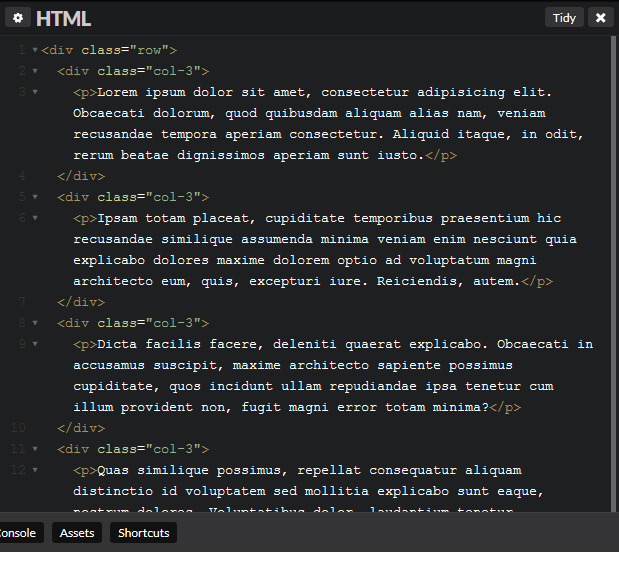 HTML
Tidy
1 <div class="row">
2 <div class="col-3">
3 <p>Lorem ipsum dolor sit amet, consectetur adipisicing elit.
Obcaecati dolorum, quod quibusdam aliquam alias nam, veniam
recusandae tempora aperiam consectetur. Aliquid itaque, in odit,
rerum beatae dignissimos aperiam sunt iusto.</p>
4 </div>
5 <div class="col-3">
6 <p>Ipsam totam placeat, cupiditate temporibus praesentium hic
recusandae similique assumenda minima veniam enim nesciunt quia
explicabo dolores maxime dolorem optio ad voluptatum magni
architecto eum, quis, excepturi iure. Reiciendis, autem.</p>
7 </div>
8 <div class="col-3">
9 <p>Dicta facilis facere, deleniti quaerat explicabo. Obcaecati in
accusamus suscipit, maxime architecto sapiente possimus
cupiditate, quos incidunt ullam repudiandae ipsa tenetur cum
illum provident non, fugit magni error totam minima?</p>
10 </div>
11 <div class="col-3">
12 <p>Quas similique possimus, repellat consequatur aliquam
distinctio id voluptatem sed mollitia explicabo sunt eaque,
nostrum dolores. Voluptatibus dolor, laudantium tenetur
Console Assets Shortcuts